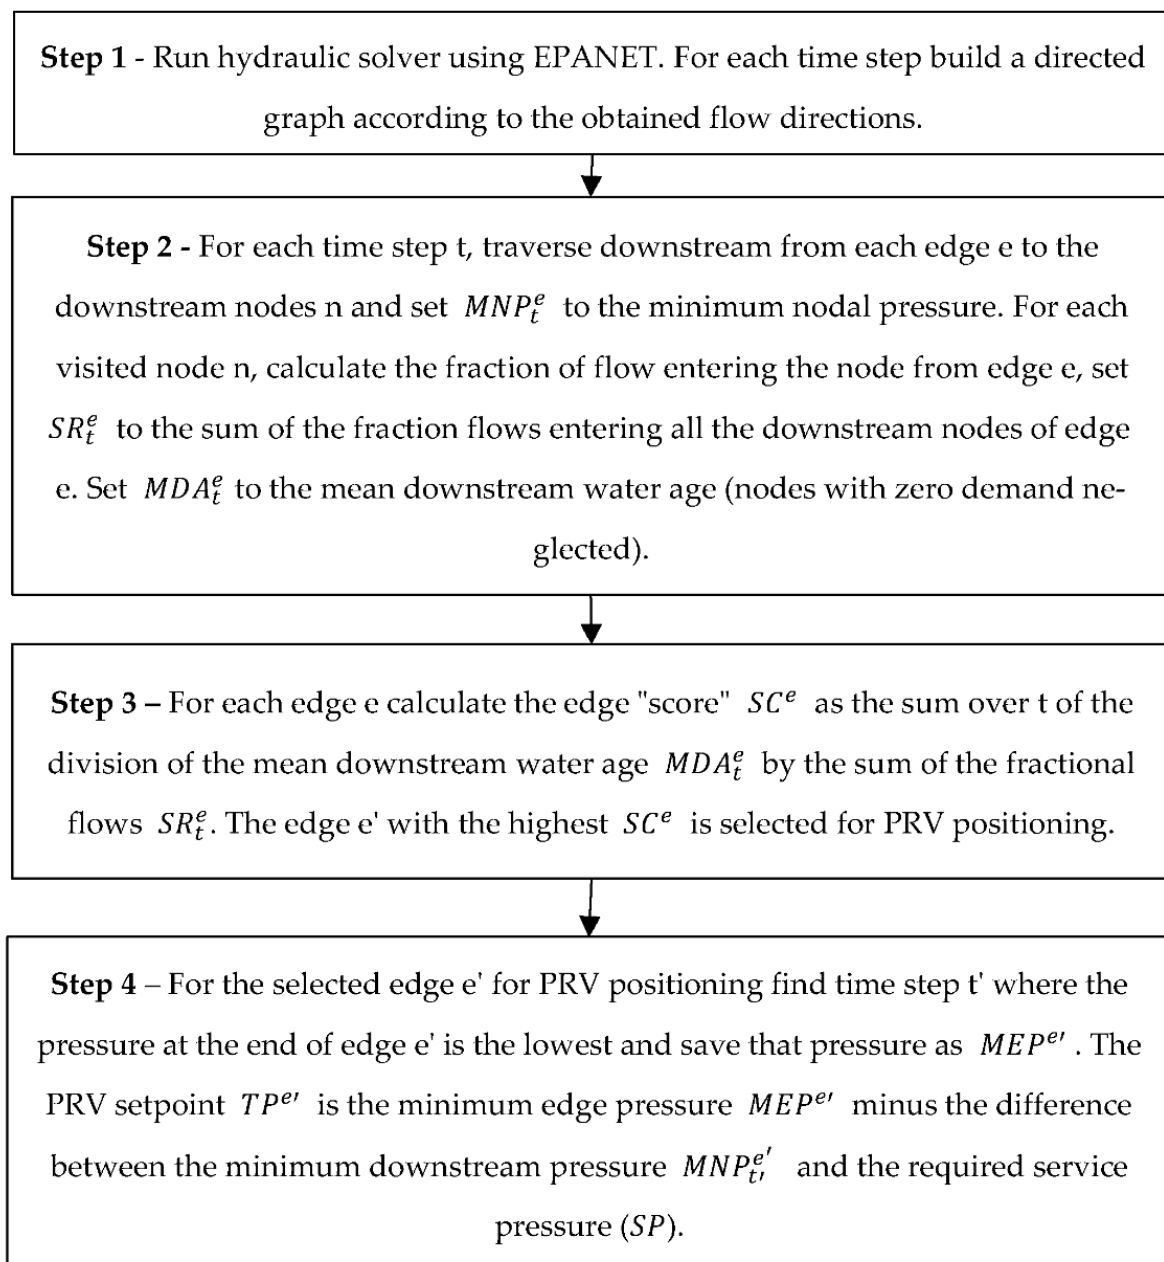 Step 1 - Run hydraulic solver using EPANET. For each time step build a directed
graph according to the obtained flow directions.
Step 2 - For each time step t, traverse downstream from each edge e to the
downstream nodes n and set MNP_t^e to the minimum nodal pressure. For each
visited node n, calculate the fraction of flow entering the node from edge e, set
SR_t^e to the sum of the fraction flows entering all the downstream nodes of edge
e. Set MDA_t^e to the mean downstream water age (nodes with zero demand ne-
glected).
Step 3 – For each edge e calculate the edge "score" SC^e as the sum over t of the
division of the mean downstream water age MDA_t^e by the sum of the fractional
flows SR_t^e. The edge e' with the highest SC^e is selected for PRV positioning.
Step 4 – For the selected edge e' for PRV positioning find time step t' where the
pressure at the end of edge e' is the lowest and save that pressure as MEP^e' . The
PRV setpoint TP^e' is the minimum edge pressure MEP^e' minus the difference
between the minimum downstream pressure MNP_t'^e' and the required service
pressure (SP).